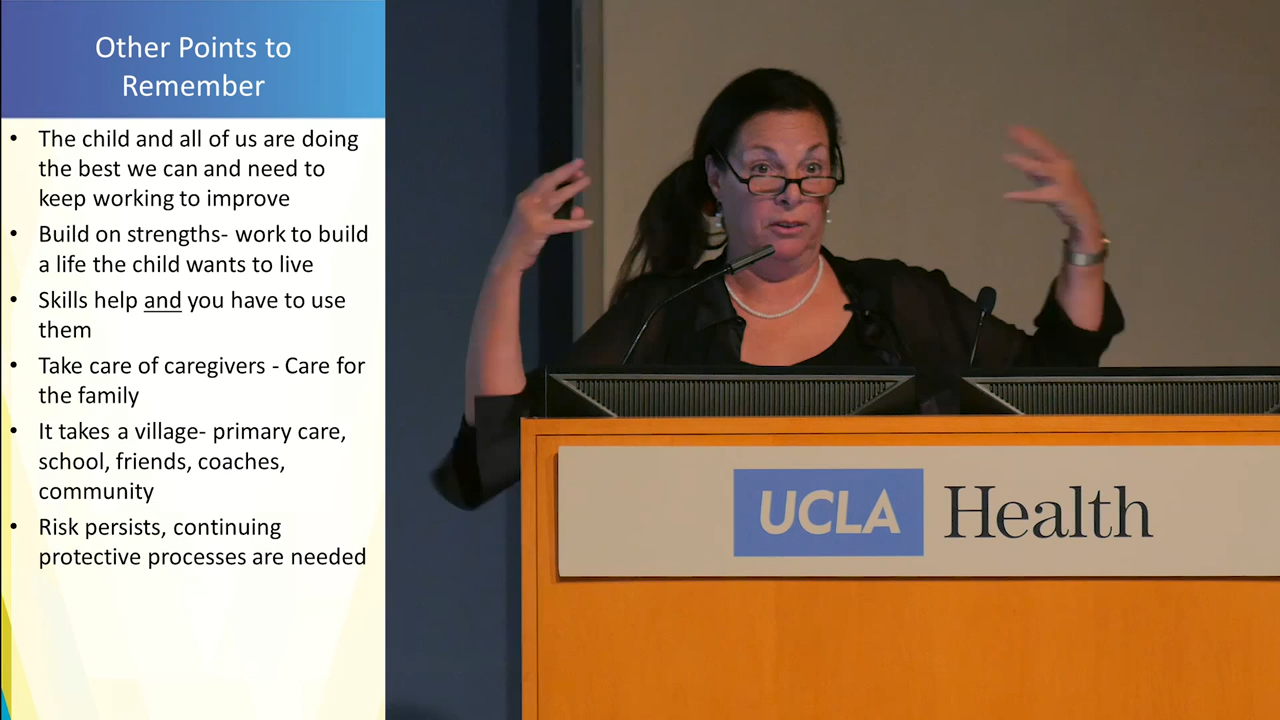 Other Points to
Remember
• The child and all of us are doing
the best we can and need to
keep working to improve
• Build on strengths- work to build
a life the child wants to live
• Skills help and you have to use
them
• Take care of caregivers - Care for
the family
• It takes a village- primary care,
school, friends, coaches,
community
• Risk persists, continuing
protective processes are needed
UCLA Health